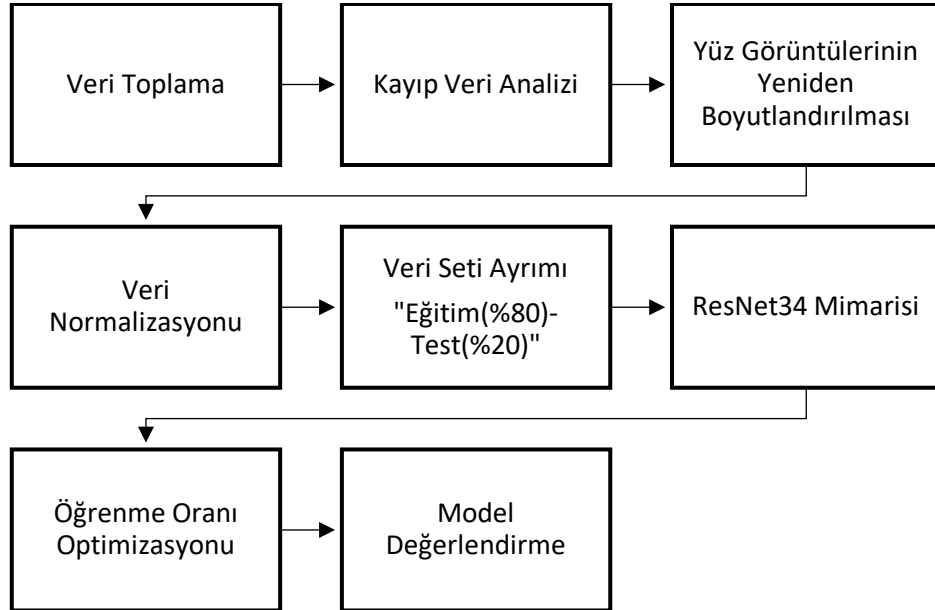 Veri Toplama
Kayıp Veri Analizi
Yüz Görüntülerinin
Yeniden
Boyutlandırılması
Veri
Normalizasyonu
Veri Seti Ayrımı
"Eğitim(%80)-
Test(%20)"
ResNet34 Mimarisi
Öğrenme Oranı
Optimizasyonu
Model
Değerlendirme